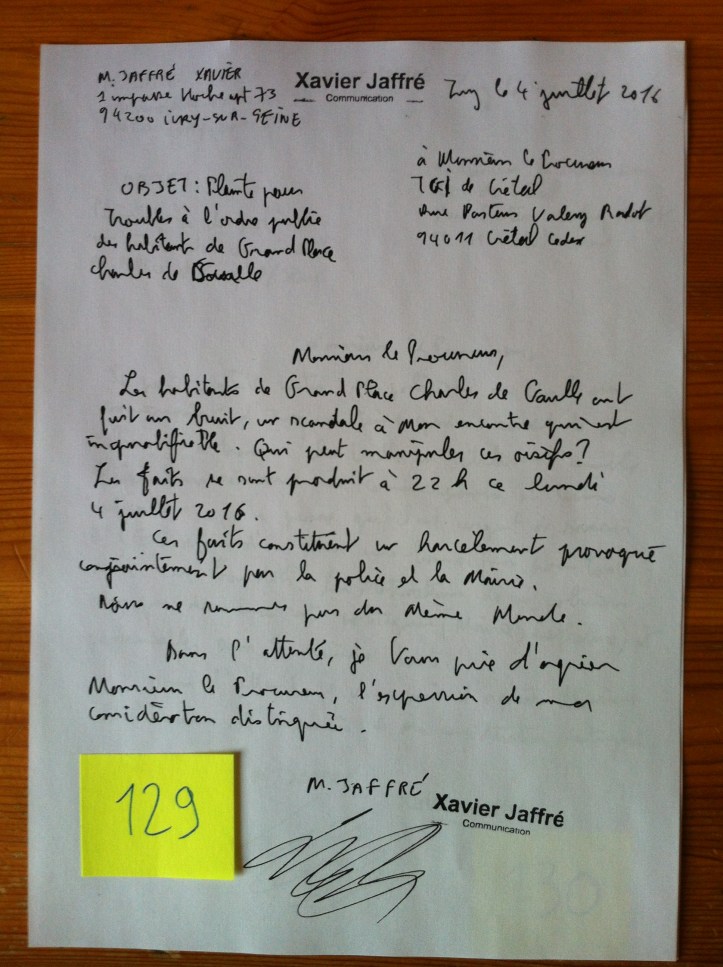 M. JAFFRÉ XAVIER
1 impasse Hoche apt 73
94200 IVRY-SUR-SEINE
Xavier Jaffré
Communication
Ivry le 4 juillet 2016
à Monsieur le Procureur
TGI de Créteil
Rue Pasteur Valery Radot
94011 Créteil Cedex
OBJET : Plainte pour
Troubles à l'ordre public
des habitants de Grand Place
Charles de Gaulle
Monsieur le Procureur,
Les habitants de Grand Place Charles de Gaulle ont
fait un bruit, un scandale à mon encontre qui est
inqualifiable. Qui peut manipuler ces oisifs ?
Les faits se sont produit à 22 h ce lundi
4 juillet 2016.
Ces faits constituent un harcèlement provoqué
conjointement par la police et la Mairie.
Nous ne sommes pas du Même Monde.
Dans l'attente, je Vous prie d'agréer
Monsieur le Procureur, l'expression de ma
considération distinguée.
M. JAFFRÉ
Xavier Jaffré
Communication
129
130